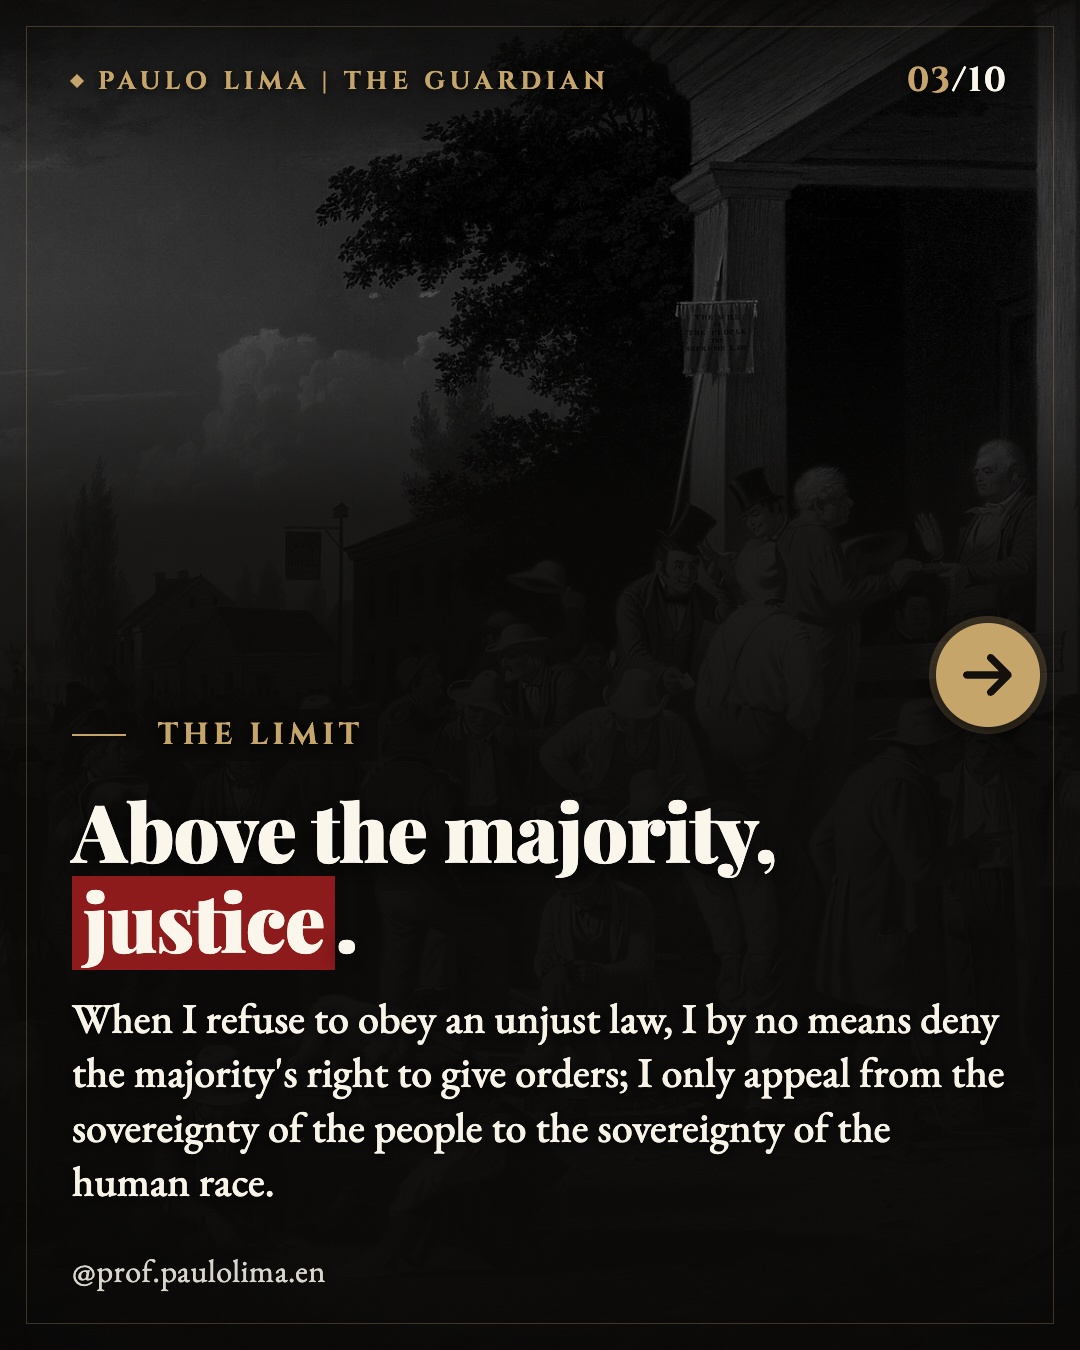 ◆ PAULO LIMA | THE GUARDIAN
03/10
THE LIMIT
Above the majority,
justice.
When I refuse to obey an unjust law, I by no means deny
the majority's right to give orders; I only appeal from the
sovereignty of the people to the sovereignty of the
human race.
@prof.paulolima.en